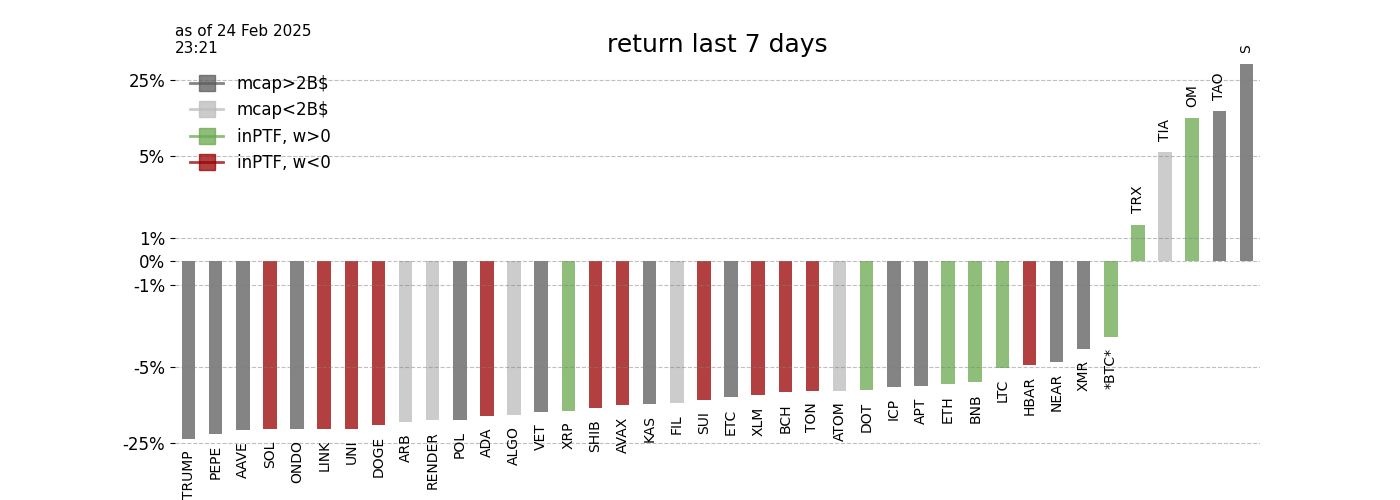 as of 24 Feb 2025
23:21
return last 7 days
mcap>2B$
mcap<2B$
inPTF, w>0
inPTF, w<0
25%
5%
1%
0%
-1%
-5%
-25%
TRUMP
PEPE
AAVE
SOL
ONDO
LINK
UNI
DOGE
ARB
RENDER
POL
ADA
ALGO
VET
XRP
SHIB
AVAX
KAS
FIL
SUI
ETC
XLM
BCH
TON
ATOM
DOT
ICP
APT
ETH
BNB
LTC
HBAR
NEAR
XMR
*BTC*
TRX
TIA
OM
TAO
S